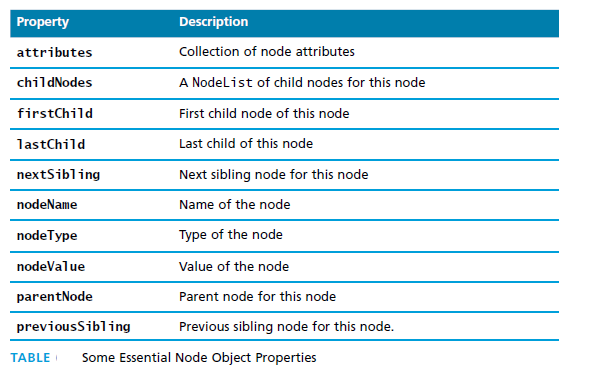 Property Description
attributes Collection of node attributes
childNodes A NodeList of child nodes for this node
firstChild First child node of this node
lastChild Last child of this node
nextSibling Next sibling node for this node
nodeName Name of the node
nodeType Type of the node
nodeValue Value of the node
parentNode Parent node for this node
previousSibling Previous sibling node for this node.
TABLE Some Essential Node Object Properties